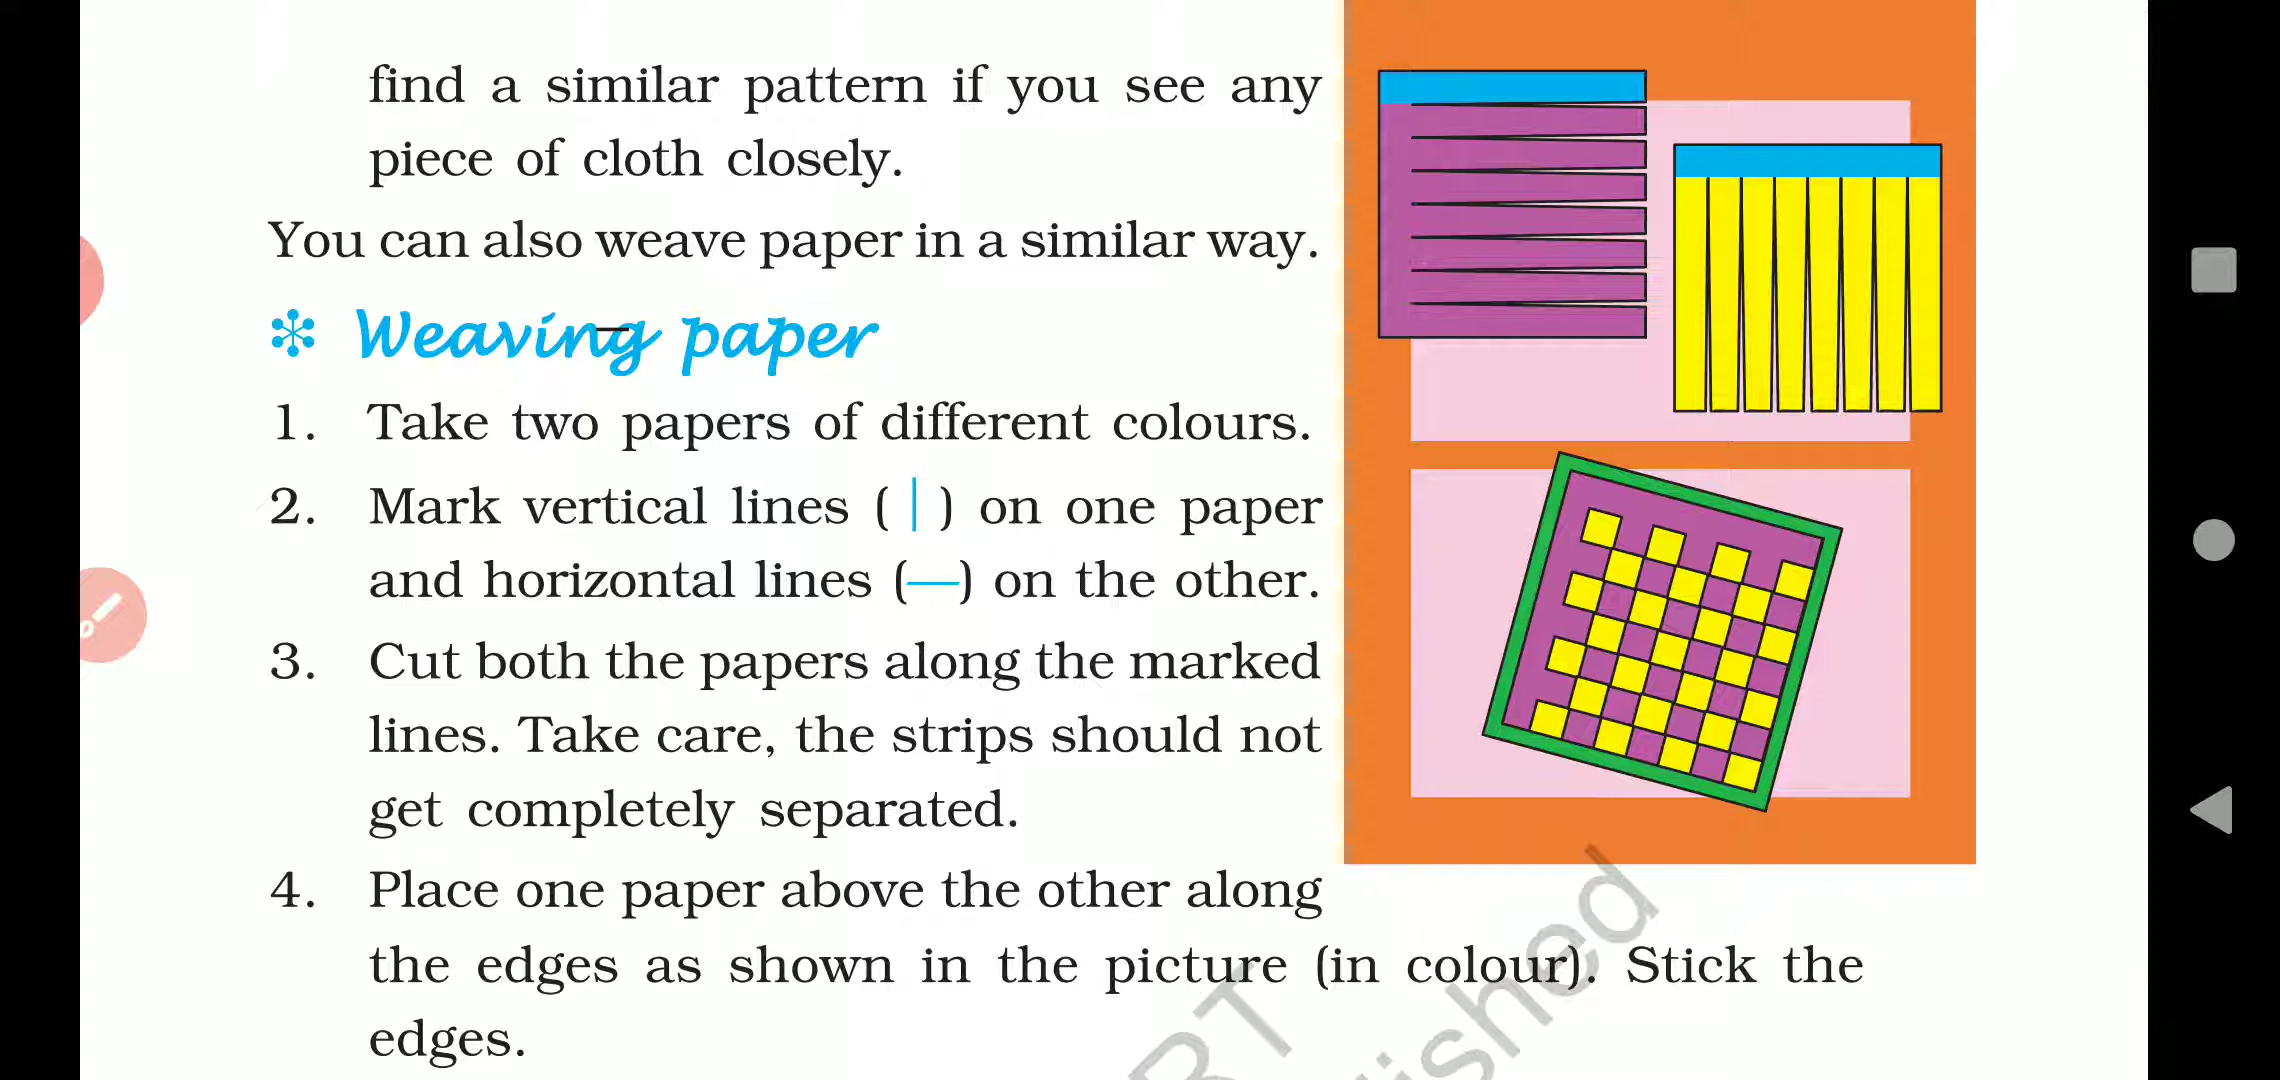 find a similar pattern if you see any
piece of cloth closely.
You can also weave paper in a similar way.
Weaving paper
1. Take two papers of different colours.
2. Mark vertical lines ( | ) on one paper
and horizontal lines (—) on the other.
3. Cut both the papers along the marked
lines. Take care, the strips should not
get completely separated.
4. Place one paper above the other along
the edges as shown in the picture (in colour). Stick the
edges.